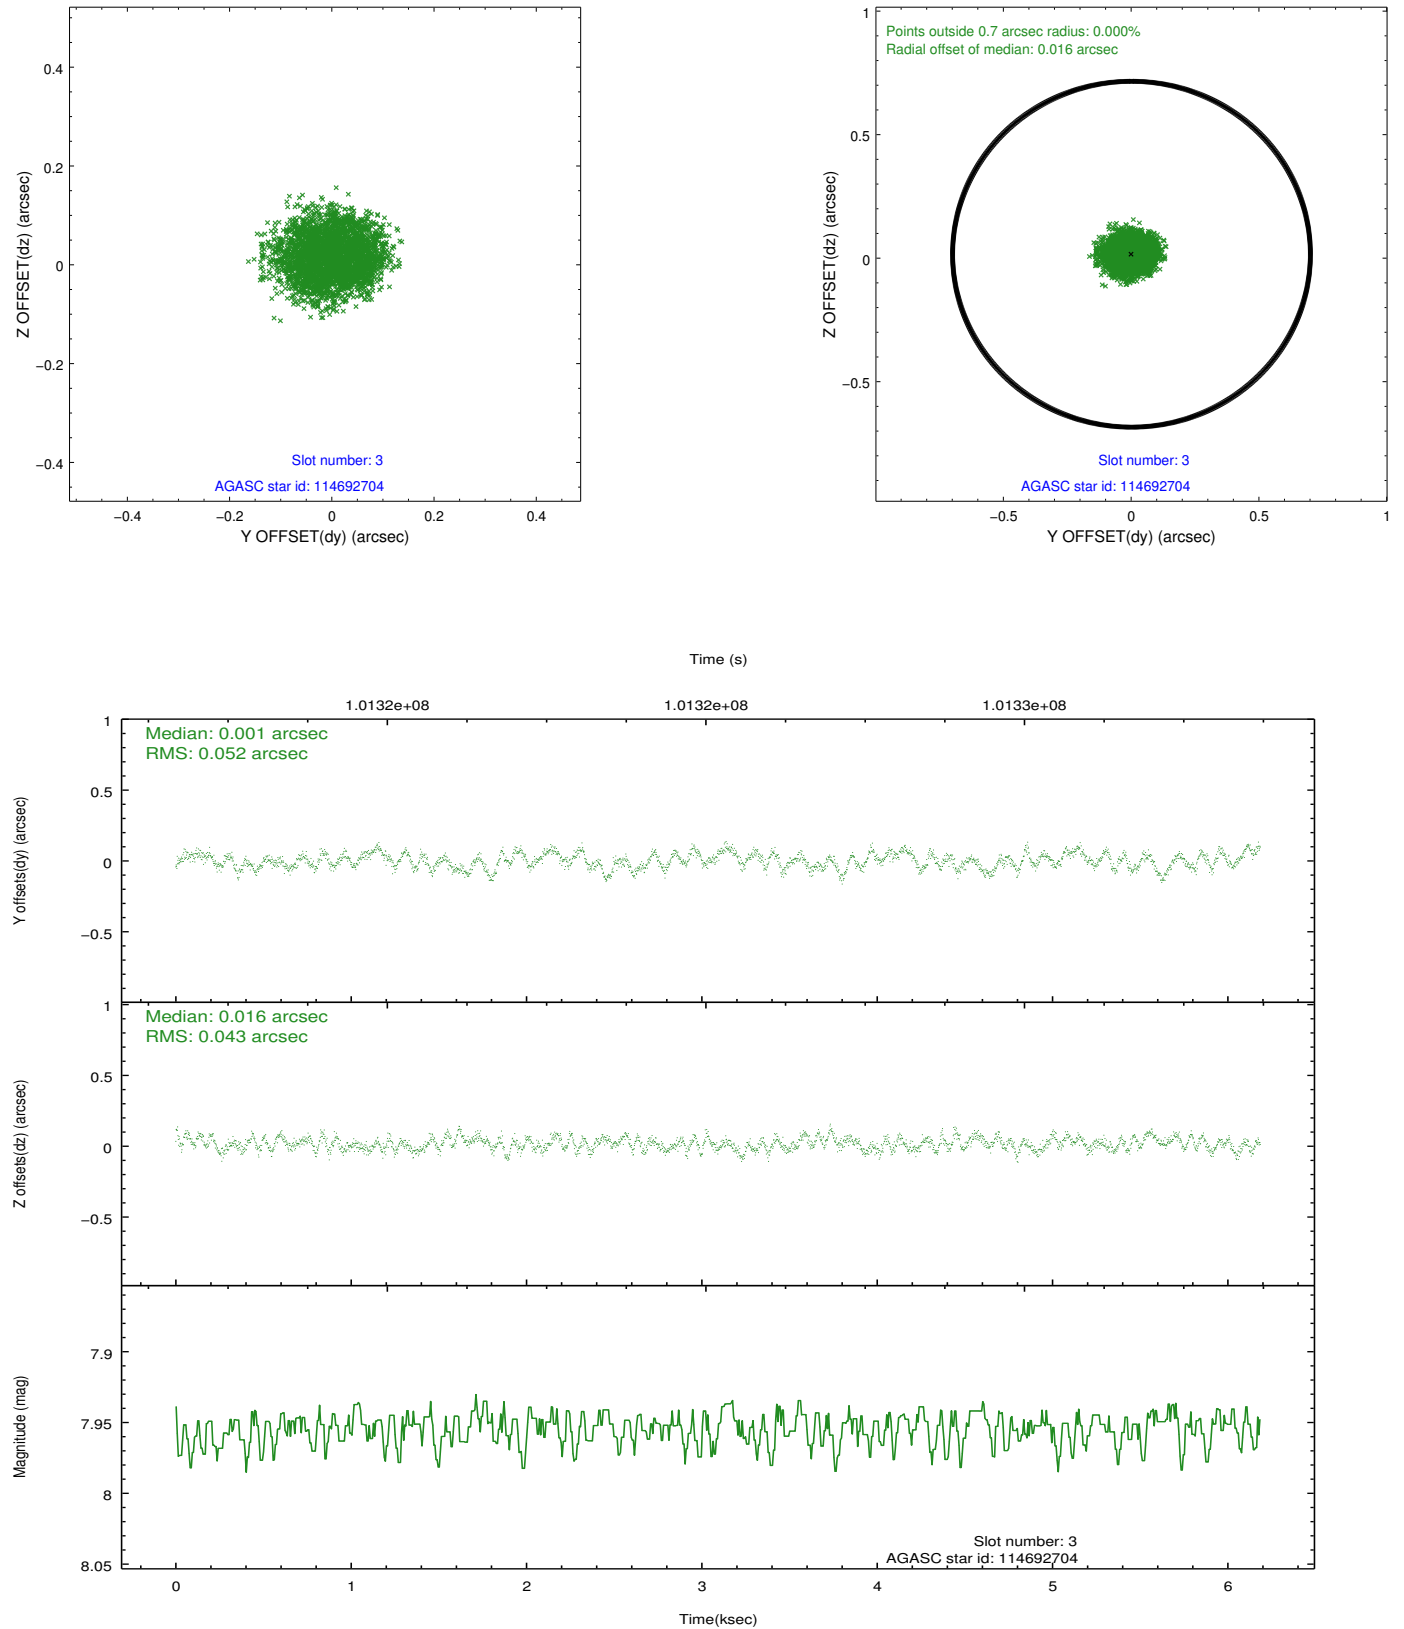 0.4
0.2
0
−0.2
−0.4
Z OFFSET(dz) (arcsec)
Slot number: 3
AGASC star id: 114692704
−0.4 −0.2 0 0.2 0.4
Y OFFSET(dy) (arcsec)
Points outside 0.7 arcsec radius: 0.000%
Radial offset of median: 0.016 arcsec
1
0.5
0
−0.5
Z OFFSET(dz) (arcsec)
Slot number: 3
AGASC star id: 114692704
−0.5 0 0.5 1
Y OFFSET(dy) (arcsec)
Time (s)
1.0132e+08 1.0132e+08 1.0133e+08
Median: 0.001 arcsec
RMS: 0.052 arcsec
1
0.5
0
−0.5
Y offsets(dy) (arcsec)
Median: 0.016 arcsec
RMS: 0.043 arcsec
1
0.5
0
−0.5
Z offsets(dz) (arcsec)
7.9
7.95
8
8.05
Magnitude (mag)
Slot number: 3
AGASC star id: 114692704
0 1 2 3 4 5 6
Time(ksec)